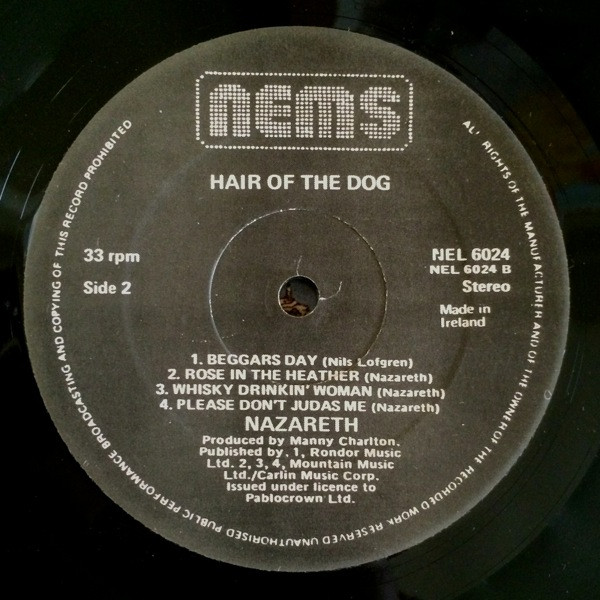 NEMS
HAIR OF THE DOG
33 rpm
Side 2
NEL 6024
NEL 6024 B
Stereo
Made in
Ireland
1. BEGGARS DAY (Nils Lofgren)
2. ROSE IN THE HEATHER (Nazareth)
3. WHISKY DRINKIN' WOMAN (Nazareth)
4. PLEASE DON'T JUDAS ME (Nazareth)
NAZARETH
Produced by Manny Charlton.
Published by, 1, Rondor Music
Ltd. 2, 3, 4, Mountain Music
Ltd./Carlin Music Corp.
Issued under licence to
Pablocrown Ltd.
AL' RIGHTS OF THE MANUFACTURER AND OF THE OWNER OF THE RECORDED WORK RESERVED UNAUTHORISED PUBLIC PERFORMANCE BROADCASTING AND COPYING OF THIS RECORD PROHIBITED